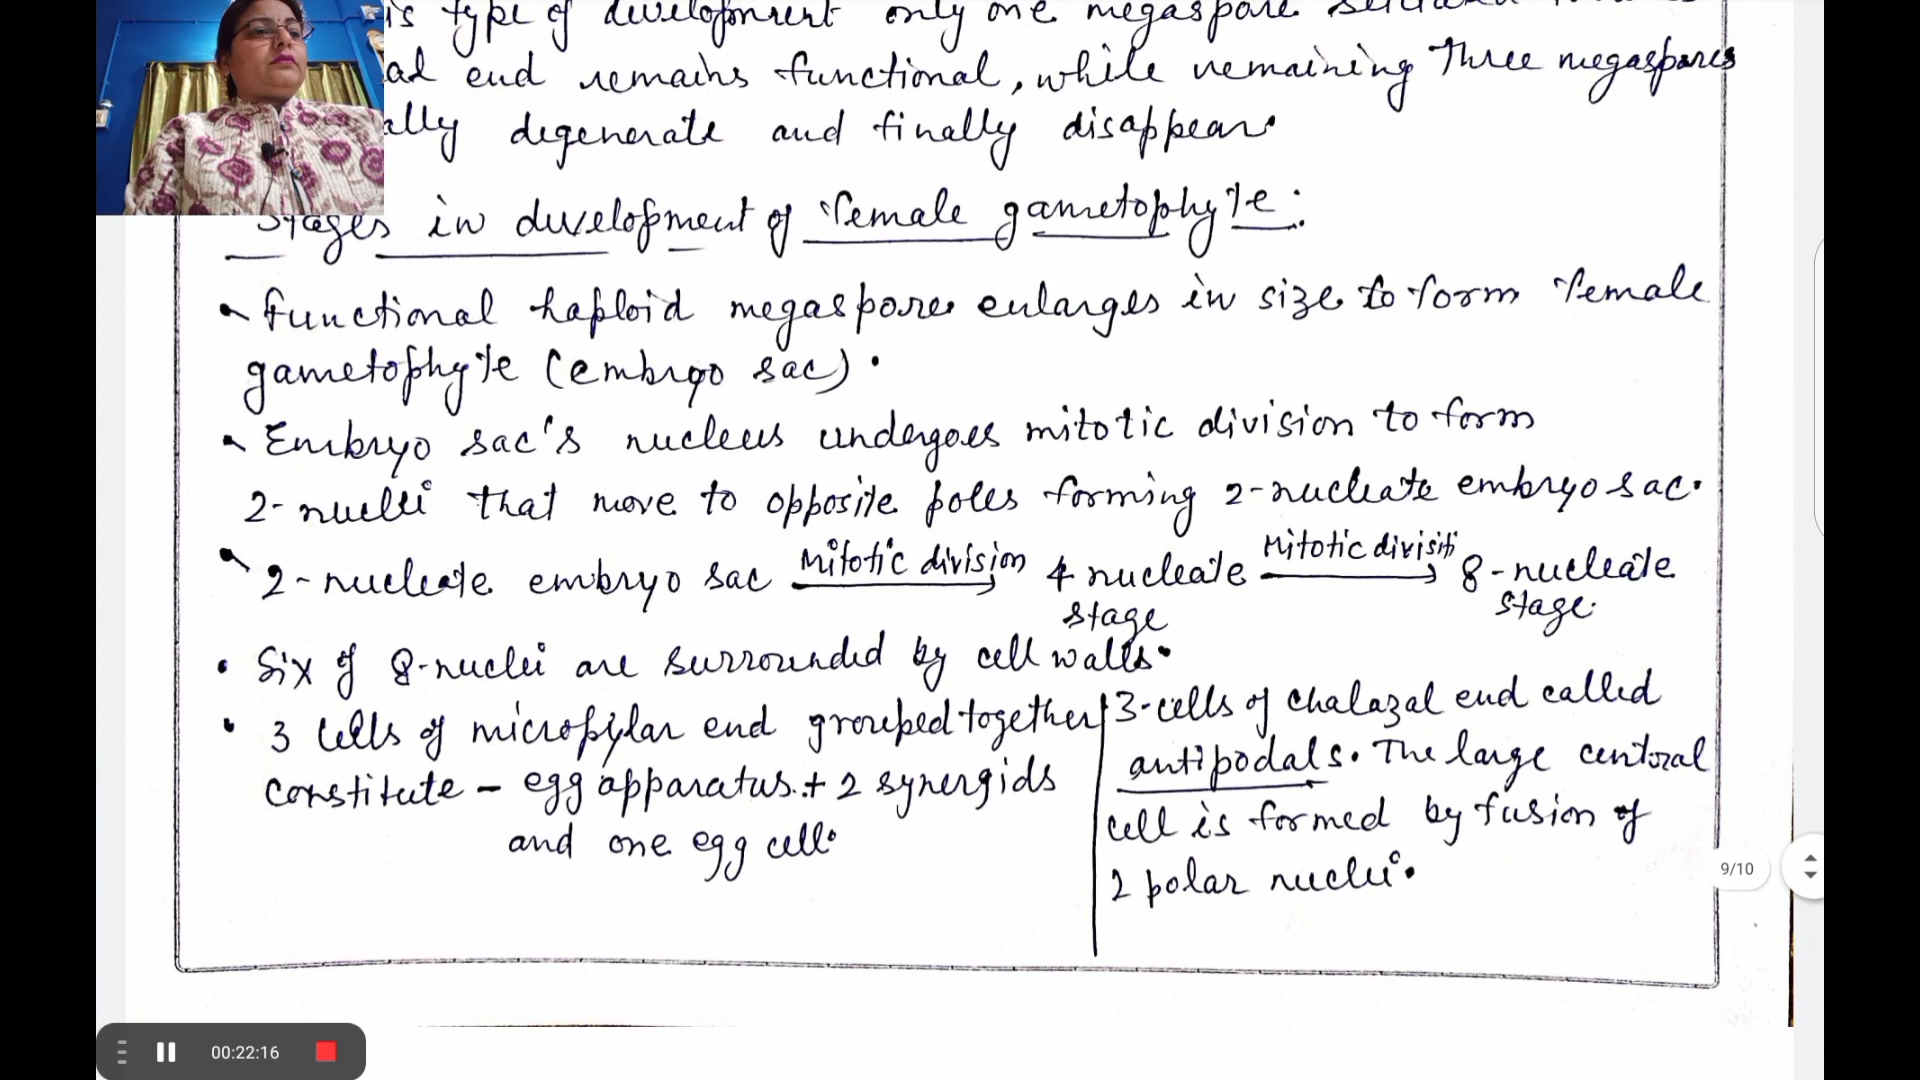 is type of development only one megaspore
end remains functional, while remaining three megaspores
ally degenerate and finally disappear.
Stages in development of female gametophyte:
• Functional haploid megaspore enlarges in size to form female
gametophyte (embryo sac).
• Embryo sac's nucleus undergoes mitotic division to form
2-nuclei that move to opposite poles forming 2-nucleate embryo sac.
• 2-nucleate embryo sac Mitotic division → 4 nucleate stage Mitotic divisi → 8-nucleate stage.
• Six of 8-nuclei are surrounded by cell walls.
• 3 cells of micropylar end grouped together
constitute - egg apparatus + 2 synergids
and one egg cell.
3-cells of chalazal end called
antipodals. The large central
cell is formed by fusion of
2 polar nuclei.
9/10
00:22:16